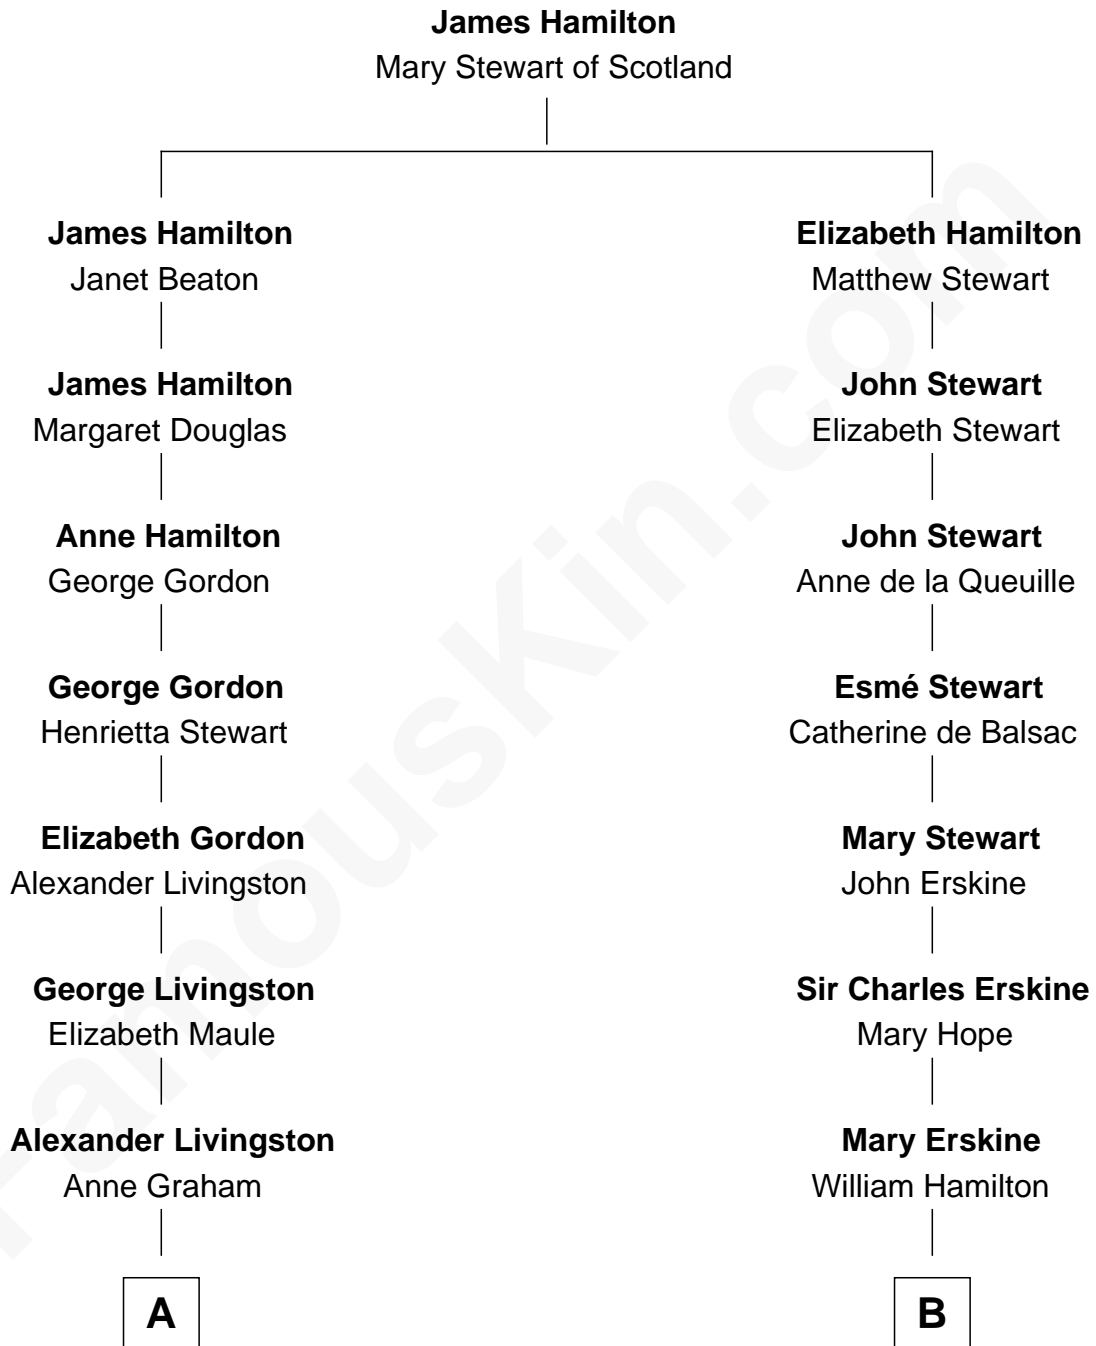 James Hamilton
Mary Stewart of Scotland
James Hamilton
Janet Beaton
James Hamilton
Margaret Douglas
Anne Hamilton
George Gordon
George Gordon
Henrietta Stewart
Elizabeth Gordon
Alexander Livingston
George Livingston
Elizabeth Maule
Alexander Livingston
Anne Graham
A
Elizabeth Hamilton
Matthew Stewart
John Stewart
Elizabeth Stewart
John Stewart
Anne de la Queuille
Esmé Stewart
Catherine de Balsac
Mary Stewart
John Erskine
Sir Charles Erskine
Mary Hope
Mary Erskine
William Hamilton
B
FamousKin.com